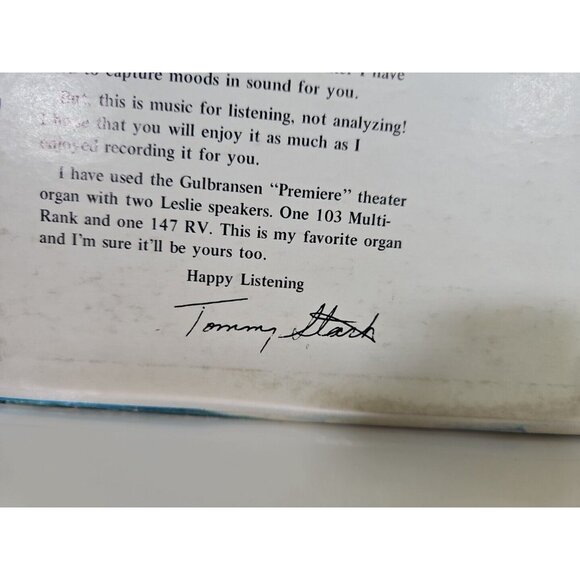 to capture moods in sound for you.
But, this is music for listening, not analyzing!
I hope that you will enjoy it as much as I
enjoyed recording it for you.
I have used the Gulbransen “Premiere” theater
organ with two Leslie speakers. One 103 Multi-
Rank and one 147 RV. This is my favorite organ
and I'm sure it'll be yours too.
Happy Listening
Tommy Stark